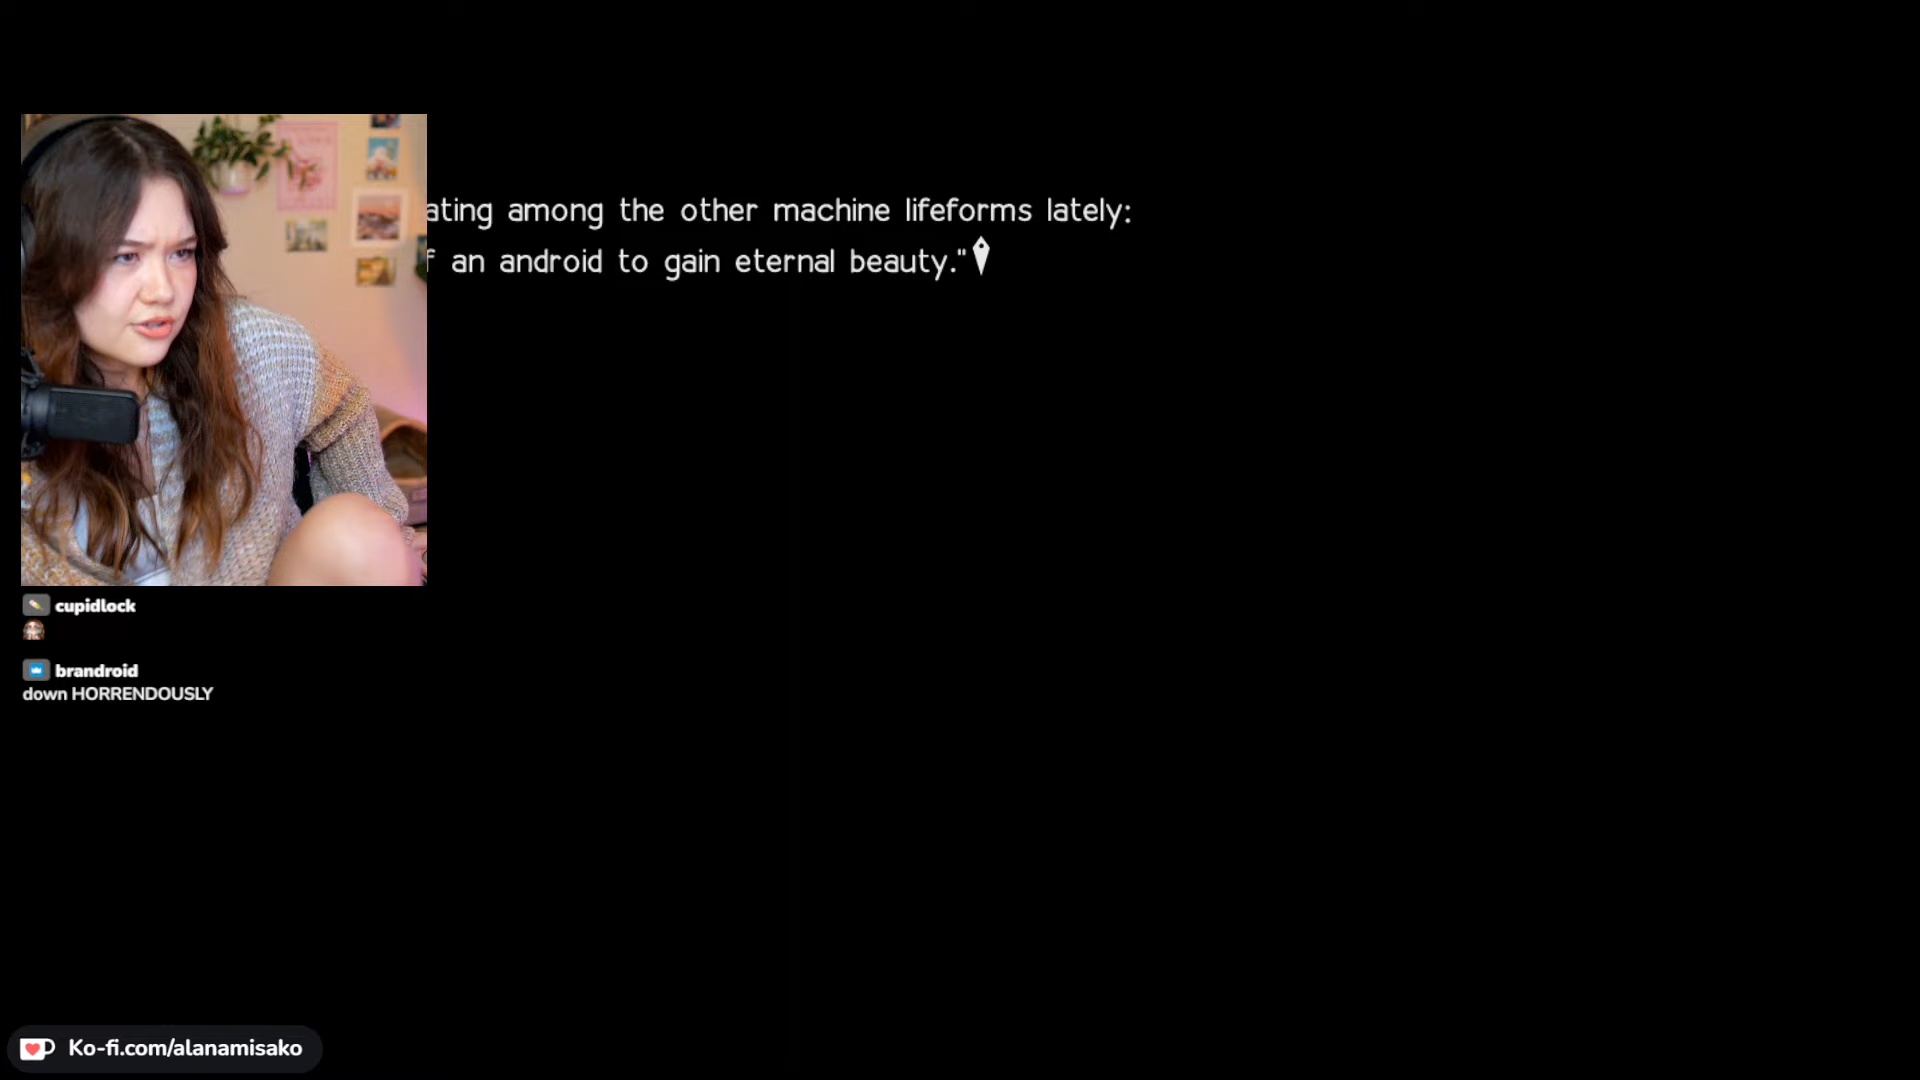 ating among the other machine lifeforms lately:
f an android to gain eternal beauty."
cupidlock
brandroid
down HORRENDOUSLY
Ko-fi.com/alanamisako